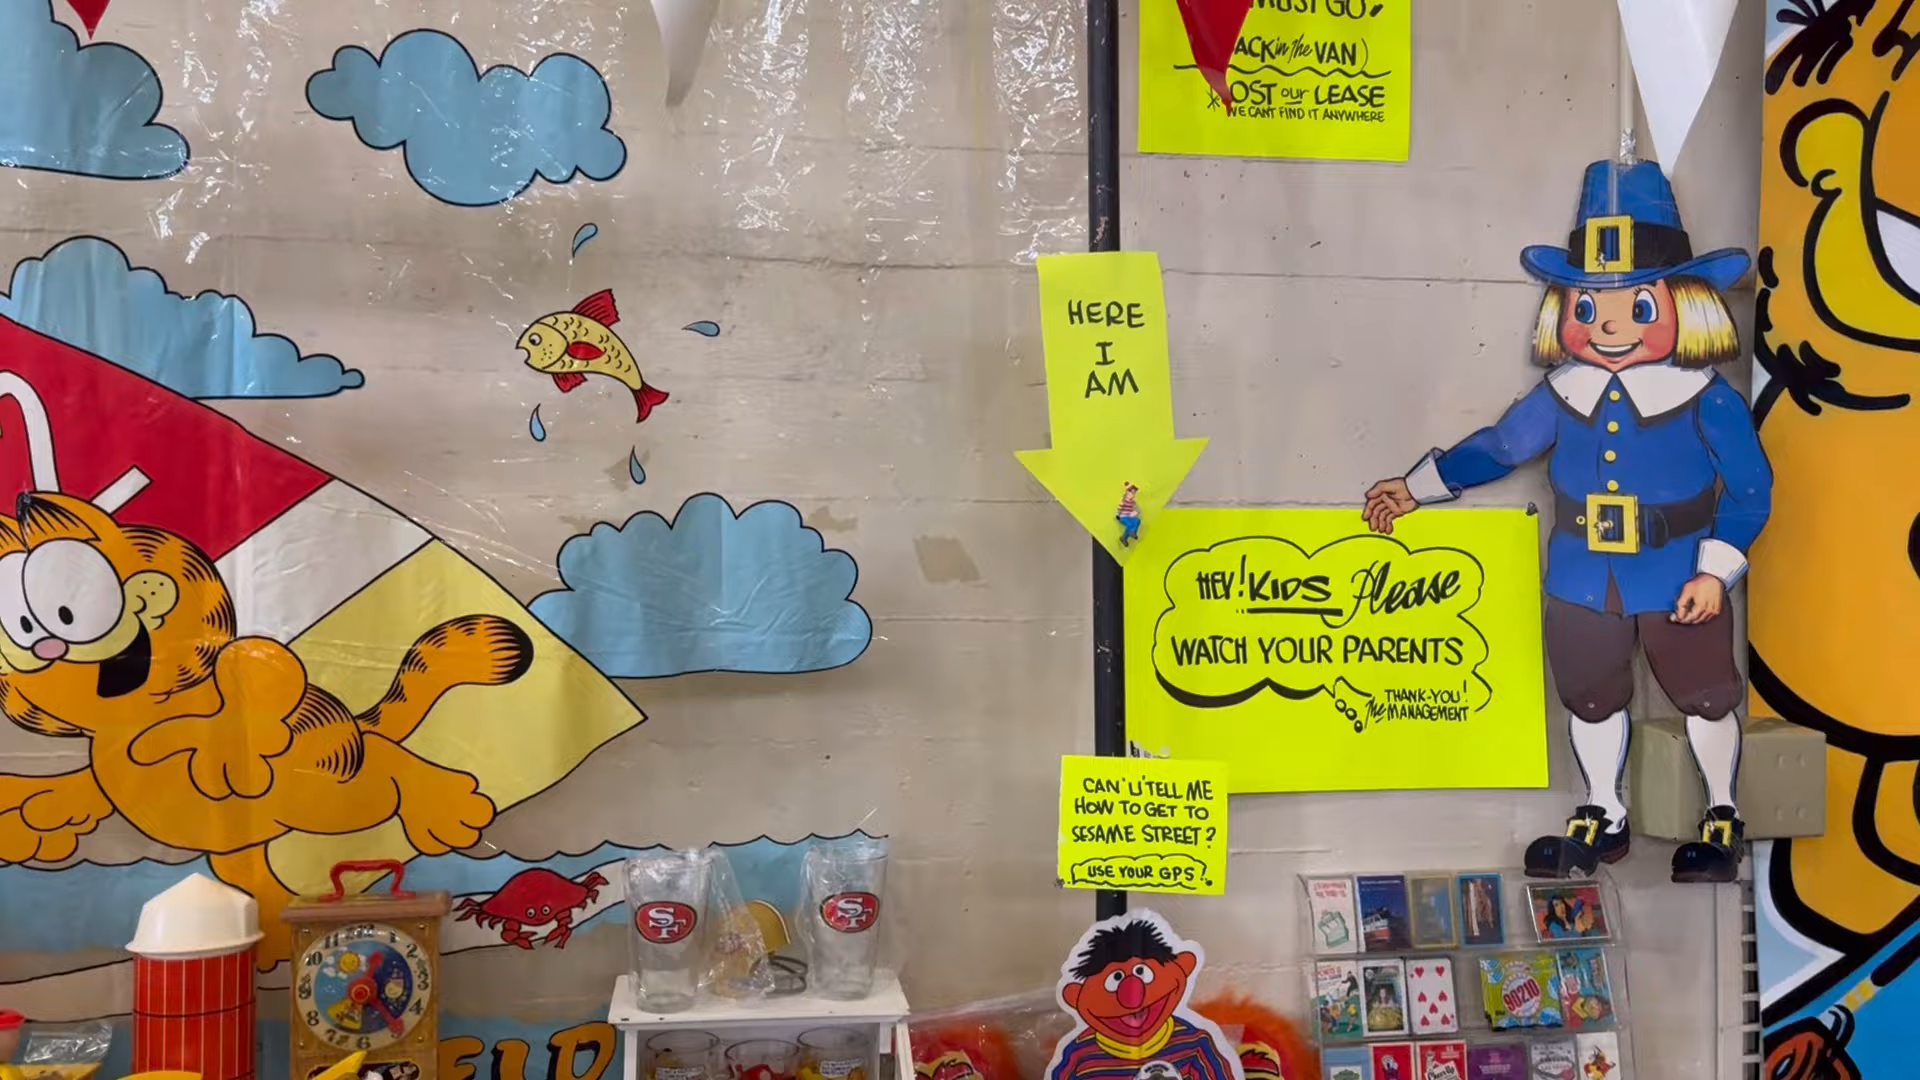 MUST GO!
ACK in the VAN)
OST our LEASE
WE CANT FIND IT ANYWHERE
HERE
I
AM
HEY! KIDS Please
WATCH YOUR PARENTS
THANK-YOU!
The MANAGEMENT
CAN 'U' TELL ME
HOW TO GET TO
SESAME STREET?
USE YOUR GPS!
SF
SF
90210